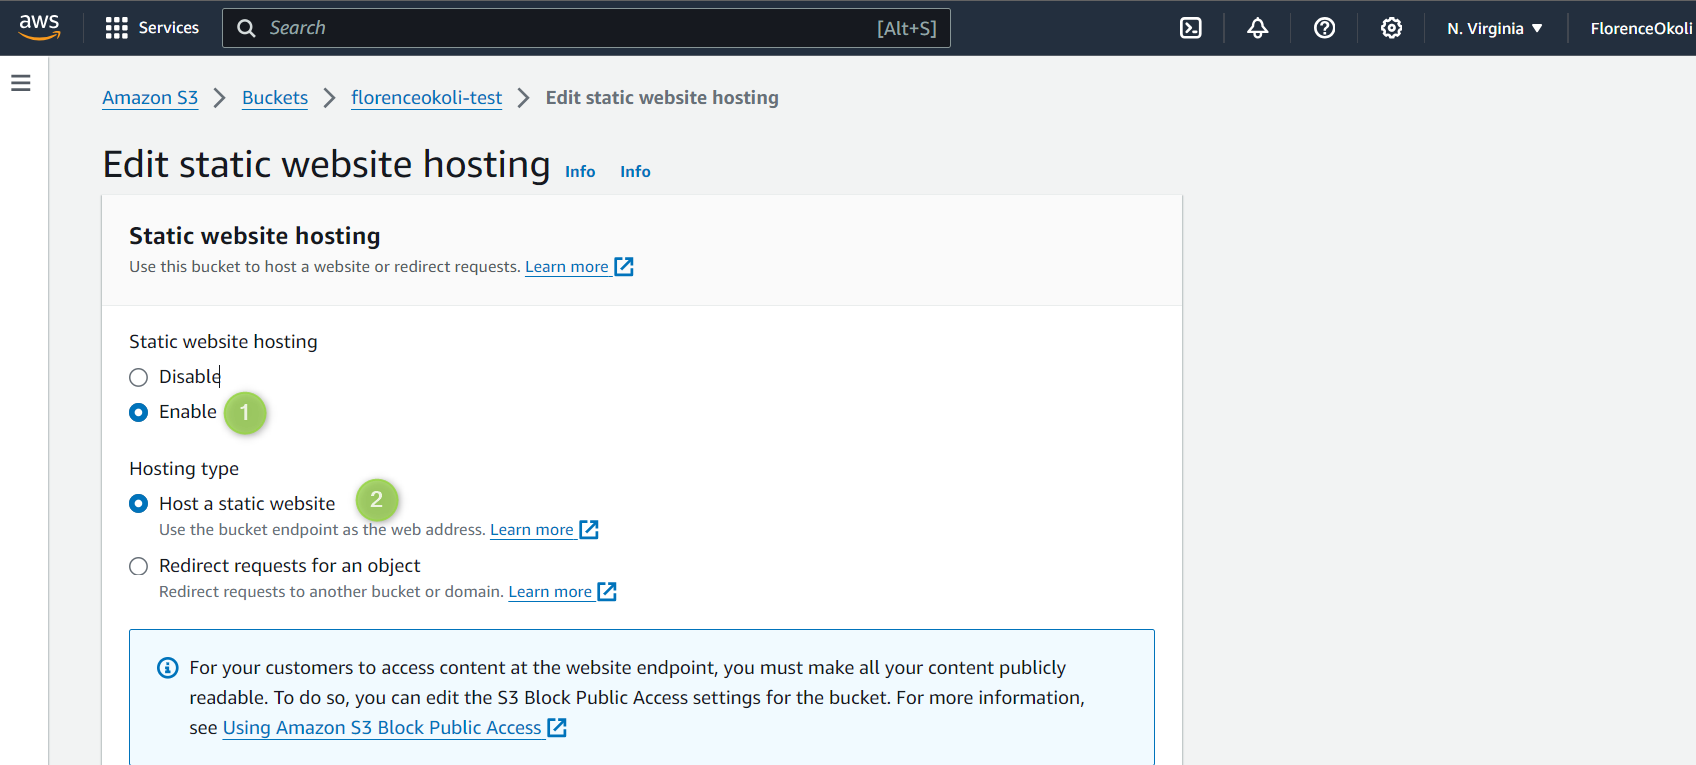 aws Services Search [Alt+S] N. Virginia FlorenceOkoli
Amazon S3 > Buckets > florenceokoli-test > Edit static website hosting
Edit static website hosting Info Info
Static website hosting
Use this bucket to host a website or redirect requests. Learn more
Static website hosting
Disable
Enable 1
Hosting type
Host a static website 2
Use the bucket endpoint as the web address. Learn more
Redirect requests for an object
Redirect requests to another bucket or domain. Learn more
For your customers to access content at the website endpoint, you must make all your content publicly
readable. To do so, you can edit the S3 Block Public Access settings for the bucket. For more information,
see Using Amazon S3 Block Public Access